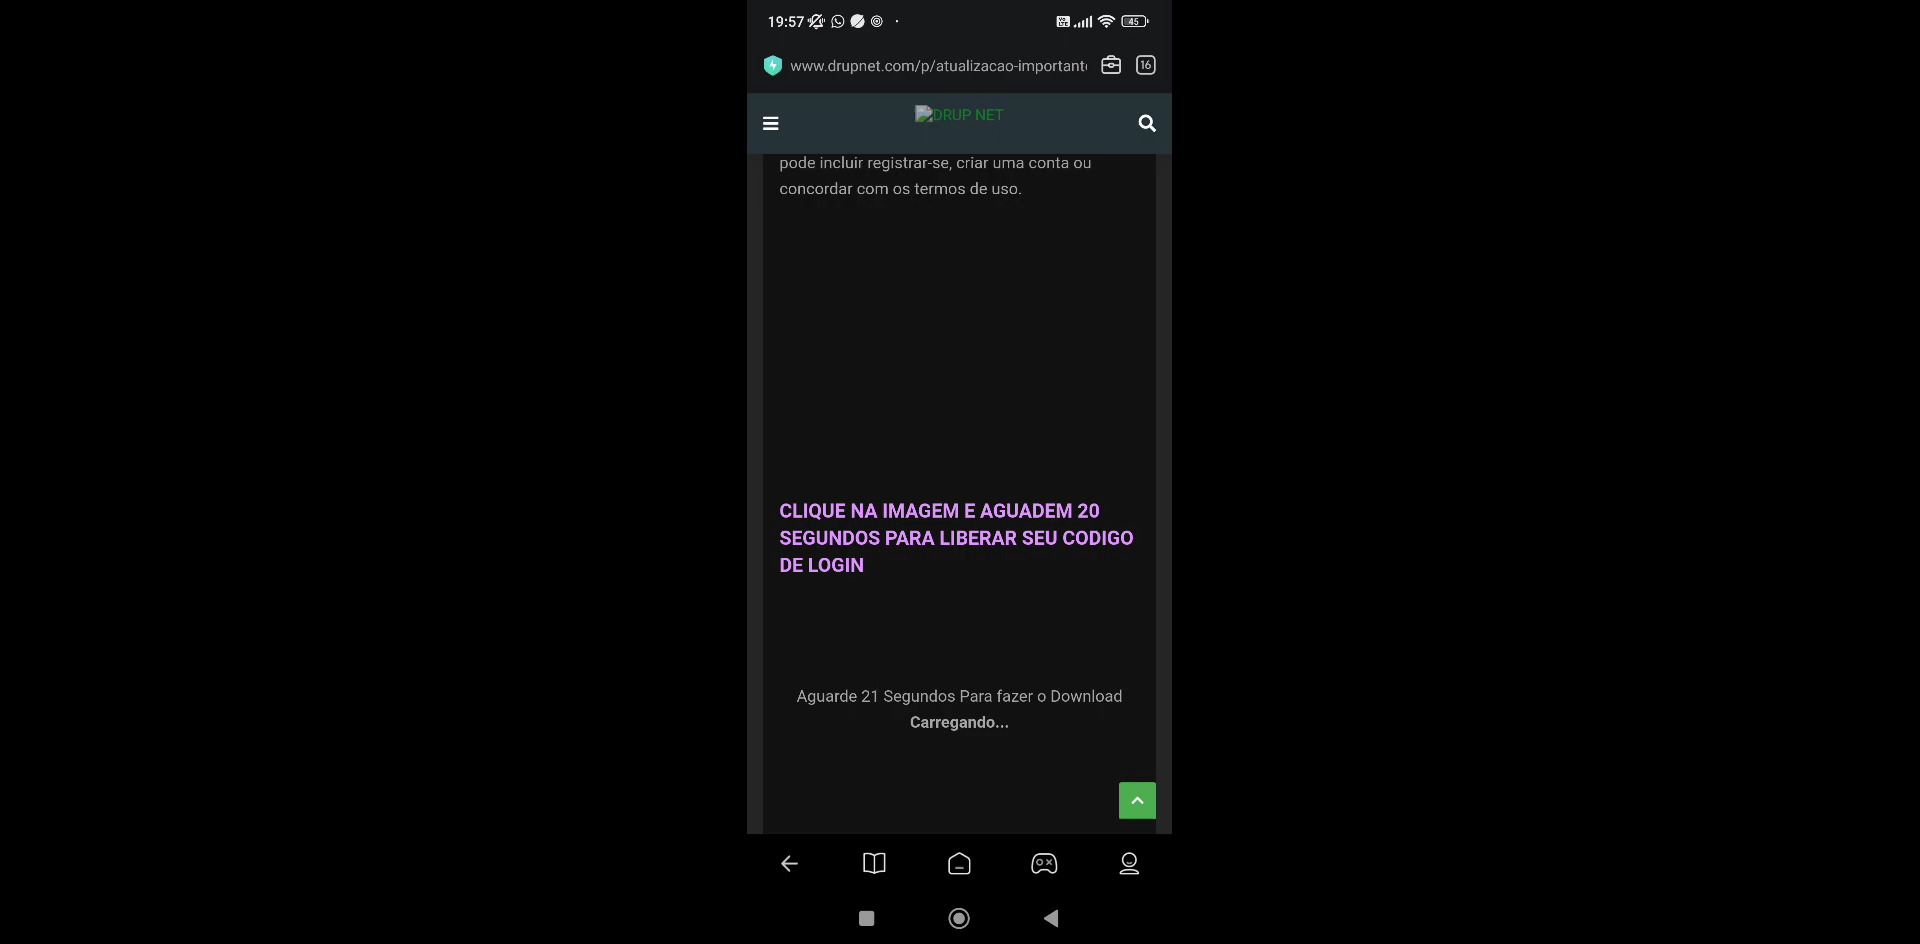 19:57
45
www.drupnet.com/p/atualizacao-important
16
DRUP NET
pode incluir registrar-se, criar uma conta ou
concordar com os termos de uso.
CLIQUE NA IMAGEM E AGUADEM 20
SEGUNDOS PARA LIBERAR SEU CODIGO
DE LOGIN
Aguarde 21 Segundos Para fazer o Download
Carregando...